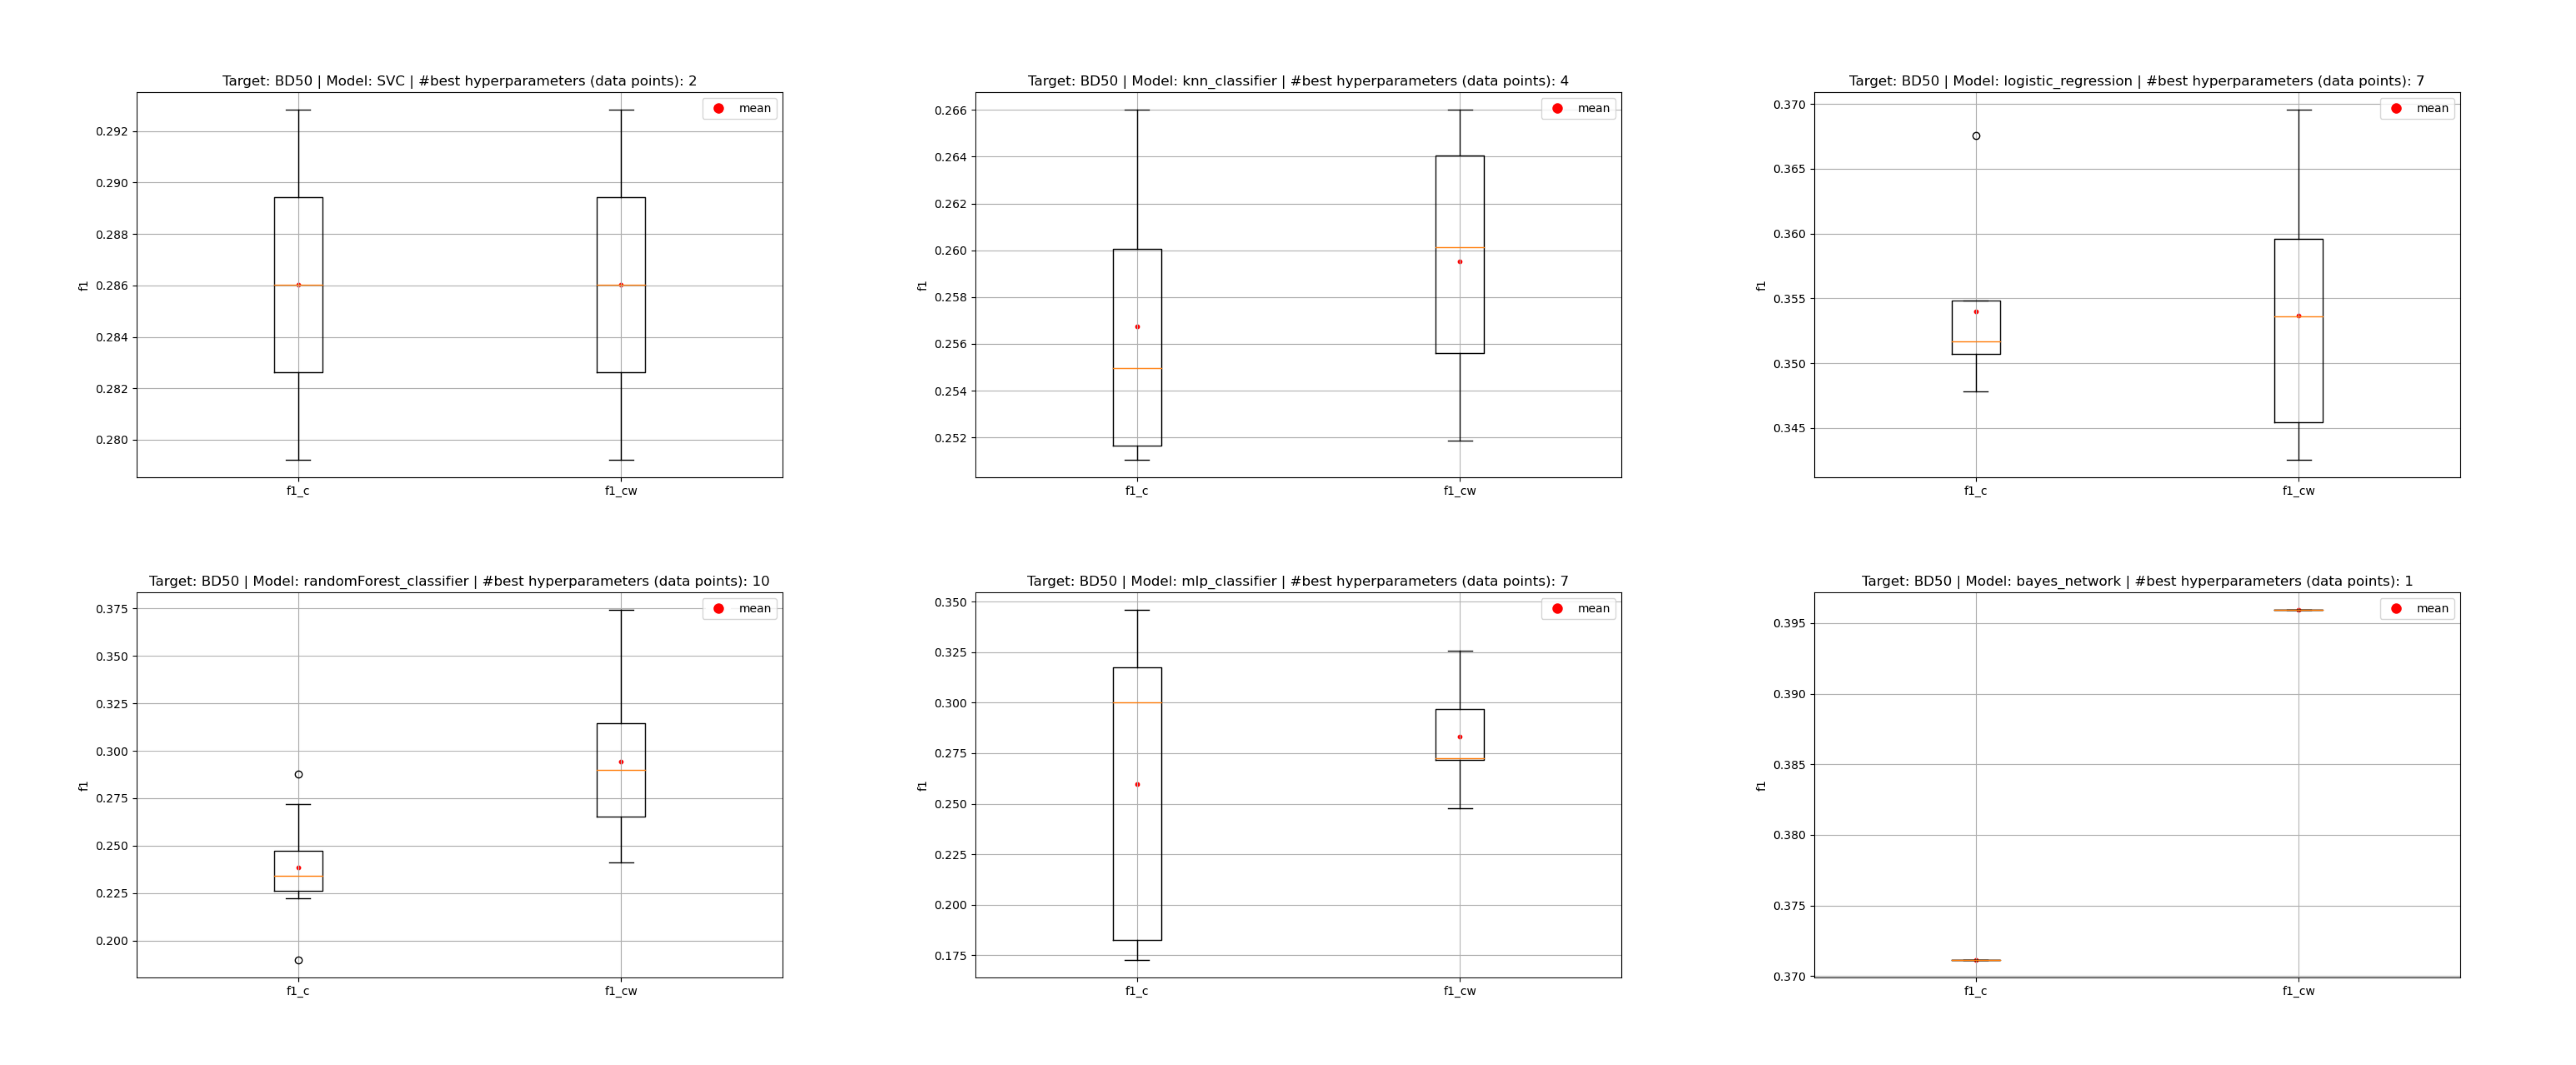 Target: BD50 | Model: SVC | #best hyperparameters (data points): 2
mean
0.292
0.290
0.288
0.286
0.284
0.282
0.280
f1
f1_c
f1_cw
Target: BD50 | Model: knn_classifier | #best hyperparameters (data points): 4
mean
0.266
0.264
0.262
0.260
0.258
0.256
0.254
0.252
f1
f1_c
f1_cw
Target: BD50 | Model: logistic_regression | #best hyperparameters (data points): 7
mean
0.370
0.365
0.360
0.355
0.350
0.345
f1
f1_c
f1_cw
Target: BD50 | Model: randomForest_classifier | #best hyperparameters (data points): 10
mean
0.375
0.350
0.325
0.300
0.275
0.250
0.225
0.200
f1
f1_c
f1_cw
Target: BD50 | Model: mlp_classifier | #best hyperparameters (data points): 7
mean
0.350
0.325
0.300
0.275
0.250
0.225
0.200
0.175
f1
f1_c
f1_cw
Target: BD50 | Model: bayes_network | #best hyperparameters (data points): 1
mean
0.395
0.390
0.385
0.380
0.375
0.370
f1
f1_c
f1_cw